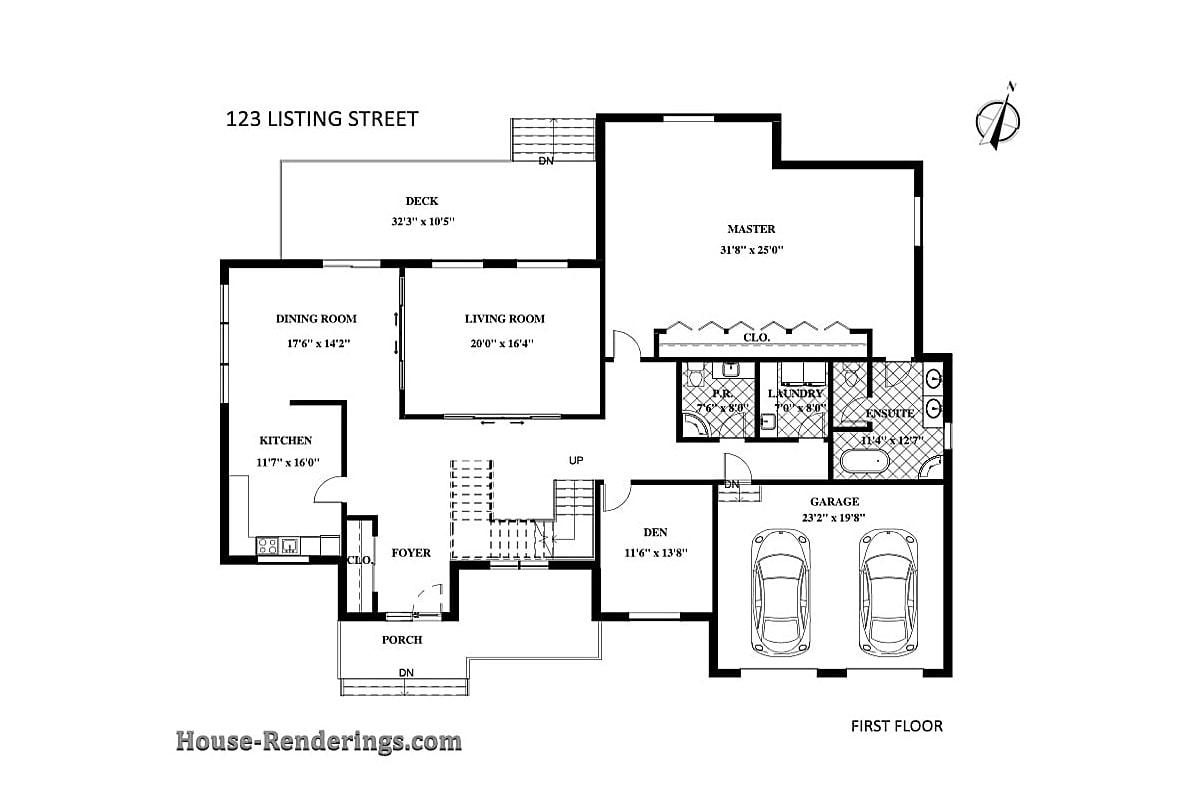 N
123 LISTING STREET
DN
DECK
32'3" x 10'5"
MASTER
31'8" x 25'0"
DINING ROOM
17'6" x 14'2"
LIVING ROOM
20'0" x 16'4"
CLO.
P.R.
7'6" x 8'0"
LAUNDRY
7'0" x 8'0"
ENSUITE
11'4" x 12'7"
KITCHEN
11'7" x 16'0"
UP
DN
GARAGE
23'2" x 19'8"
DEN
11'6" x 13'8"
FOYER
CLO.
PORCH
DN
FIRST FLOOR
House-Renderings.com